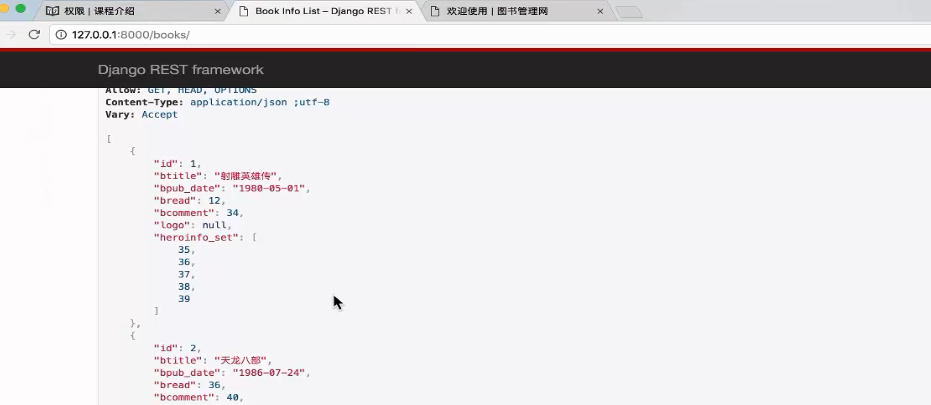 权限 | 课程介绍
Book Info List – Django REST f
欢迎使用 | 图书管理网
127.0.0.1:8000/books/
Django REST framework
Allow: GET, HEAD, OPTIONS
Content-Type: application/json ;utf-8
Vary: Accept
[
{
"id": 1,
"btitle": "射雕英雄传",
"bpub_date": "1980-05-01",
"bread": 12,
"bcomment": 34,
"logo": null,
"heroinfo_set": [
35,
36,
37,
38,
39
]
},
{
"id": 2,
"btitle": "天龙八部",
"bpub_date": "1986-07-24",
"bread": 36,
"bcomment": 40,